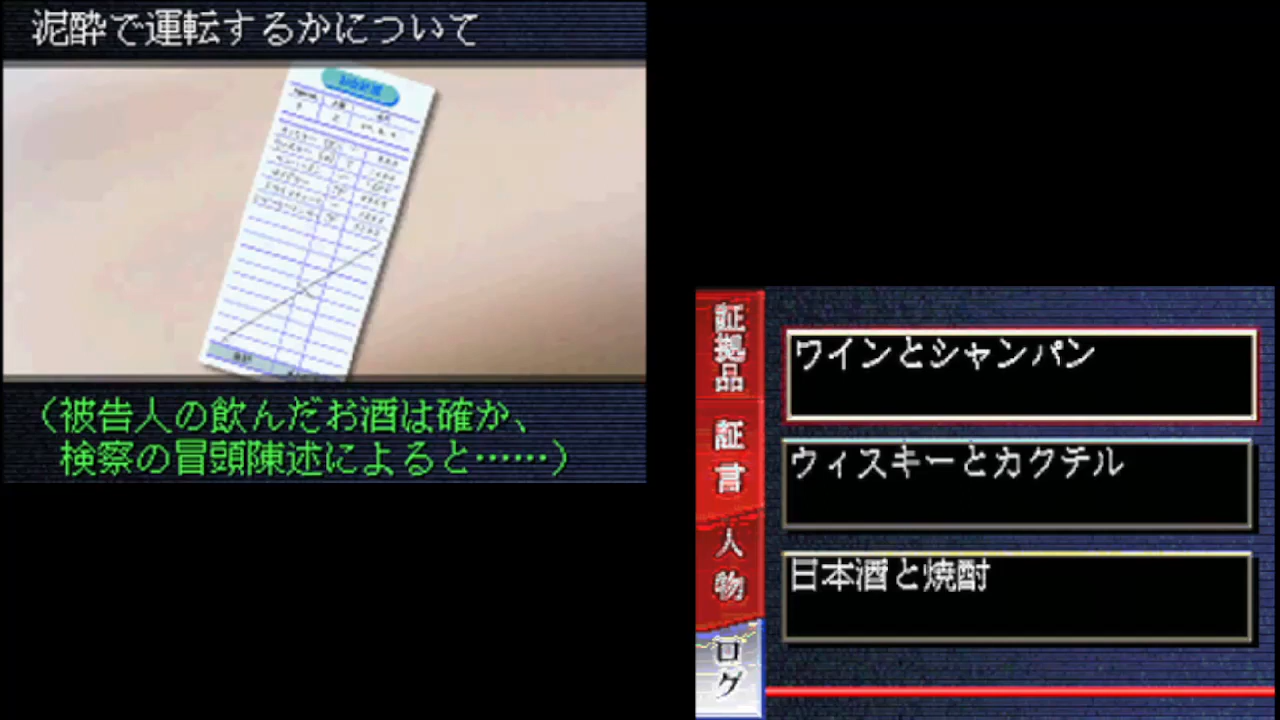 泥酔で運転するかについて
（被告人の飲んだお酒は確か、
検察の冒頭陳述によると……）
証拠品
証言
人物
ログ
ワインとシャンパン
ウィスキーとカクテル
日本酒と焼酎